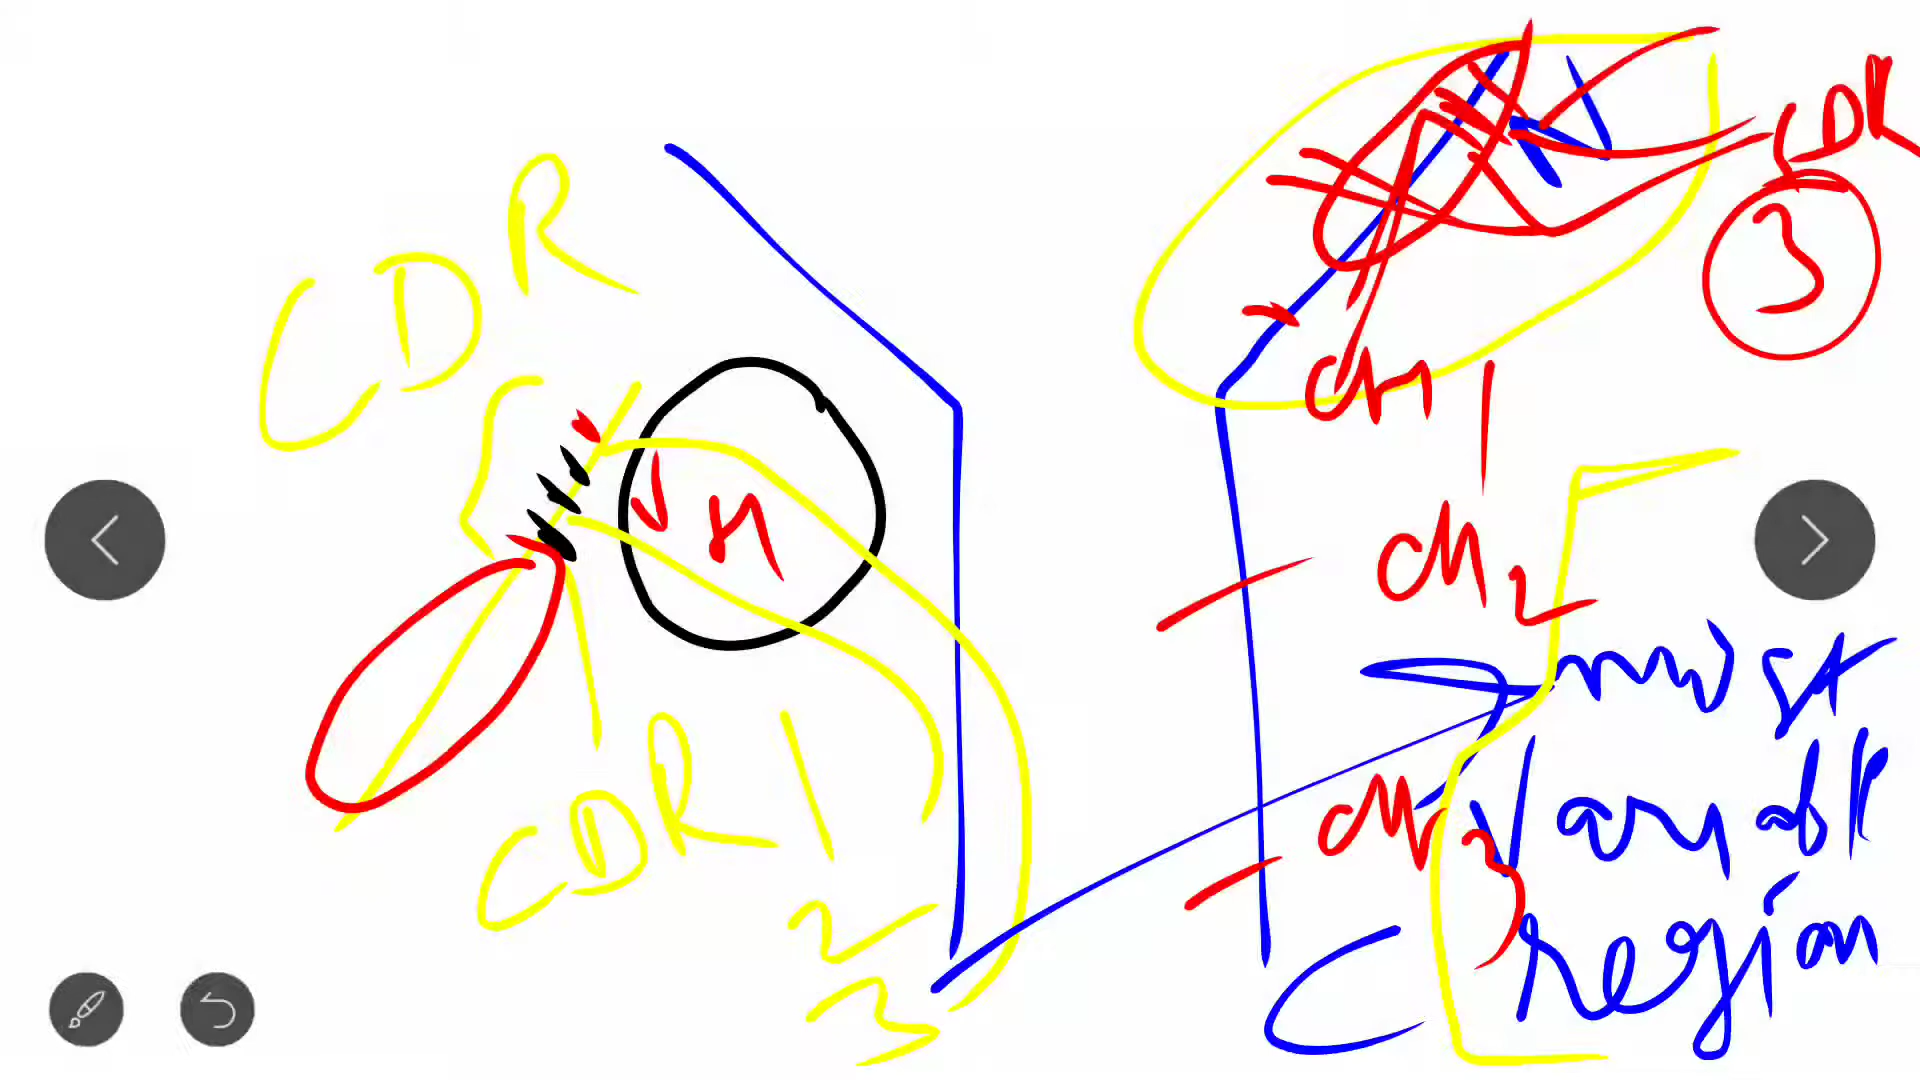 CDR
CDR
3
VH
CH1
CH2
most
variable
region
CH3
CDR 1
2
3
C